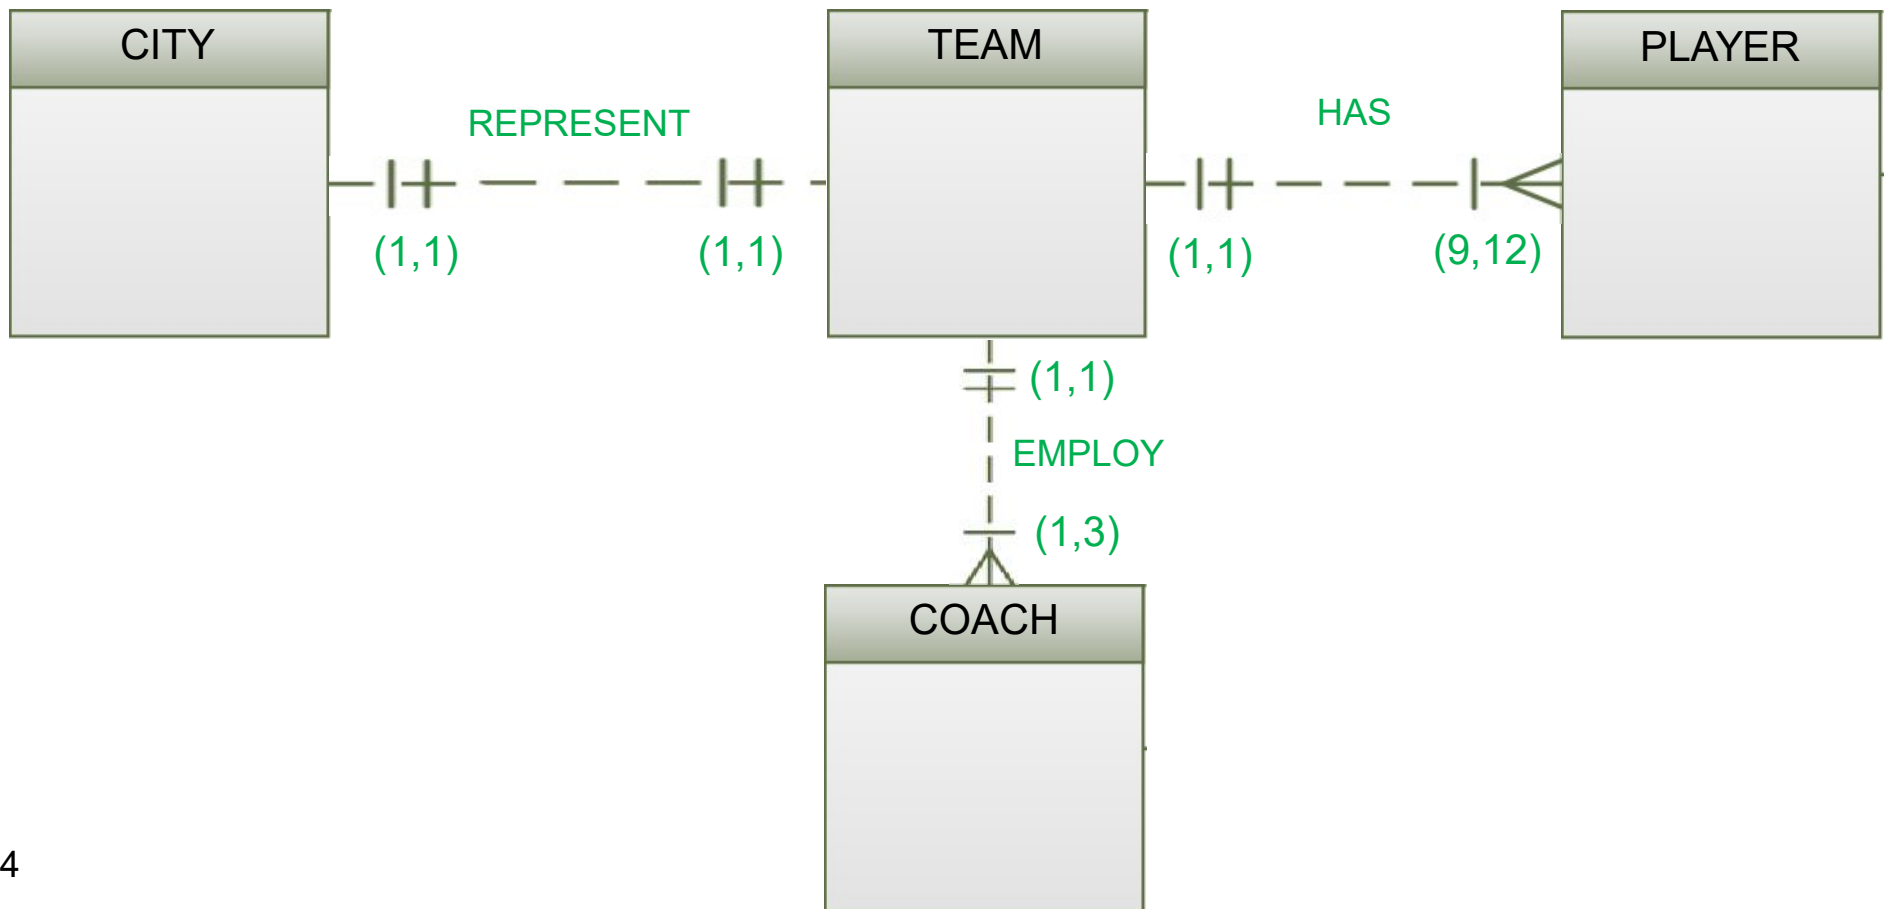 CITY
TEAM
PLAYER
REPRESENT
HAS
(1,1)
(1,1)
(1,1)
(9,12)
(1,1)
EMPLOY
(1,3)
COACH
4